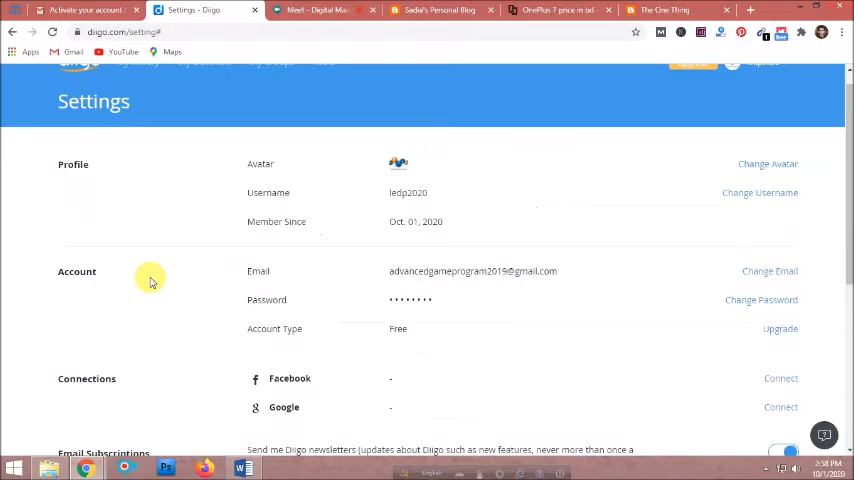 Activate your account
Settings - Diigo
Meet - Digital Mar
Sadia's Personal Blog
OnePlus 7 price in bd -
The One Thing
diigo.com/setting#
Apps
Gmail
YouTube
Maps
Settings
Profile
Avatar
Change Avatar
Username
ledp2020
Change Username
Member Since
Oct. 01, 2020
Account
Email
advancedgameprogram2019@gmail.com
Change Email
Password
••••••••
Change Password
Account Type
Free
Upgrade
Connections
Facebook
-
Connect
Google
-
Connect
Email Subscriptions
Send me Diigo newsletters (updates about Diigo such as new features, never more than once a
English
2:58 PM
10/1/2020